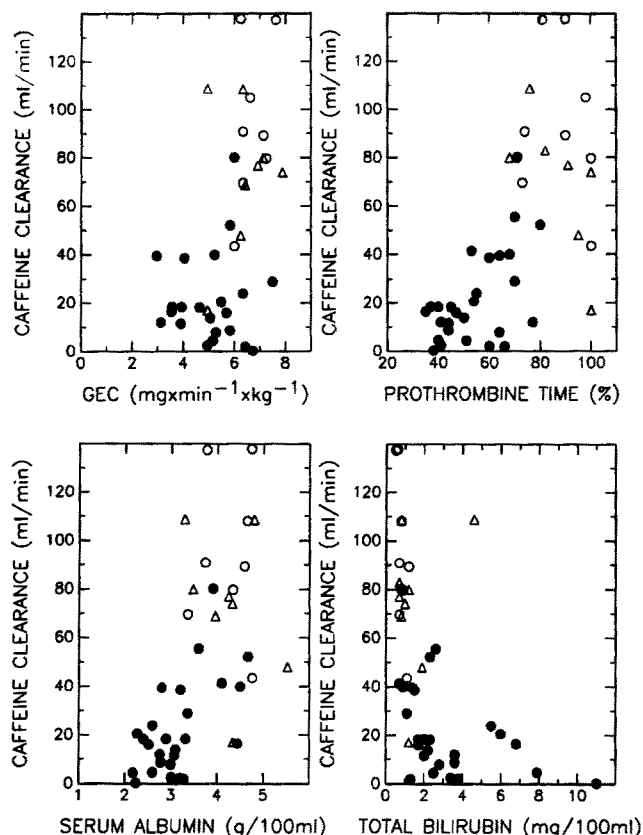 CAFFEINE CLEARANCE (ml/min)
120
100
80
60
40
20
0
0 2 4 6 8
GEC (mgxmin⁻¹xkg⁻¹)
CAFFEINE CLEARANCE (ml/min)
120
100
80
60
40
20
0
20 40 60 80 100
PROTHROMBINE TIME (%)
CAFFEINE CLEARANCE (ml/min)
120
100
80
60
40
20
0
1 2 3 4 5
SERUM ALBUMIN (g/100ml)
CAFFEINE CLEARANCE (ml/min)
120
100
80
60
40
20
0
0 2 4 6 8 10
TOTAL BILIRUBIN (mg/100ml)